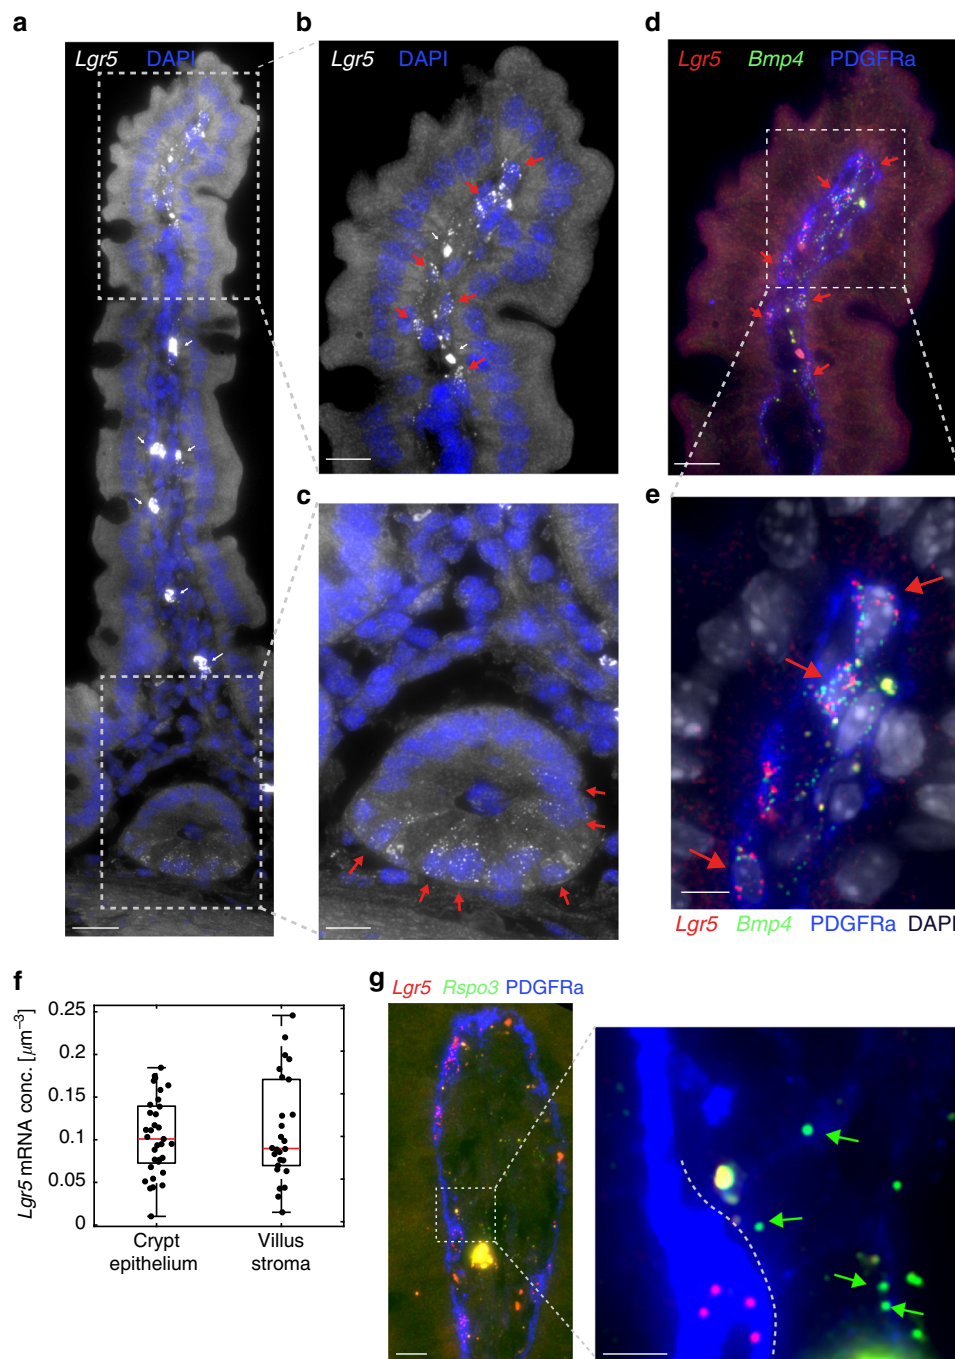 a
Lgr5 DAPI
b
Lgr5 DAPI
d
Lgr5 Bmp4 PDGFRa
c
e
Lgr5 Bmp4 PDGFRa DAPI
f
Lgr5 mRNA conc. [μm⁻³]
0.25
0.2
0.15
0.1
0.05
0
Crypt epithelium
Villus stroma
g
Lgr5 Rspo3 PDGFRa